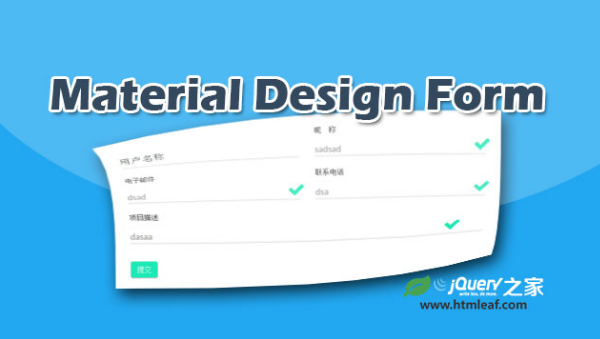 Material Design Form
用户名称
昵 称
sadsad
电子邮件
dsad
联系电话
dsa
项目描述
dasaa
提交
jQuery之家
write less, do more.
www.htmleaf.com